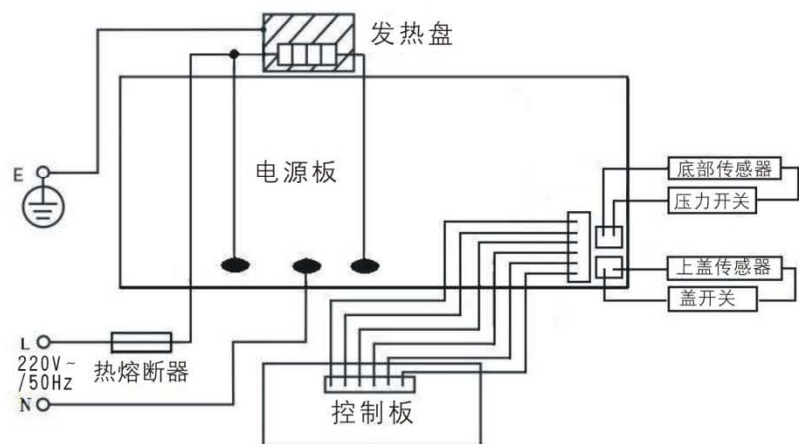 发热盘
电源板
E
底部传感器
压力开关
上盖传感器
盖开关
L
220V~
/50Hz
热熔断器
N
控制板